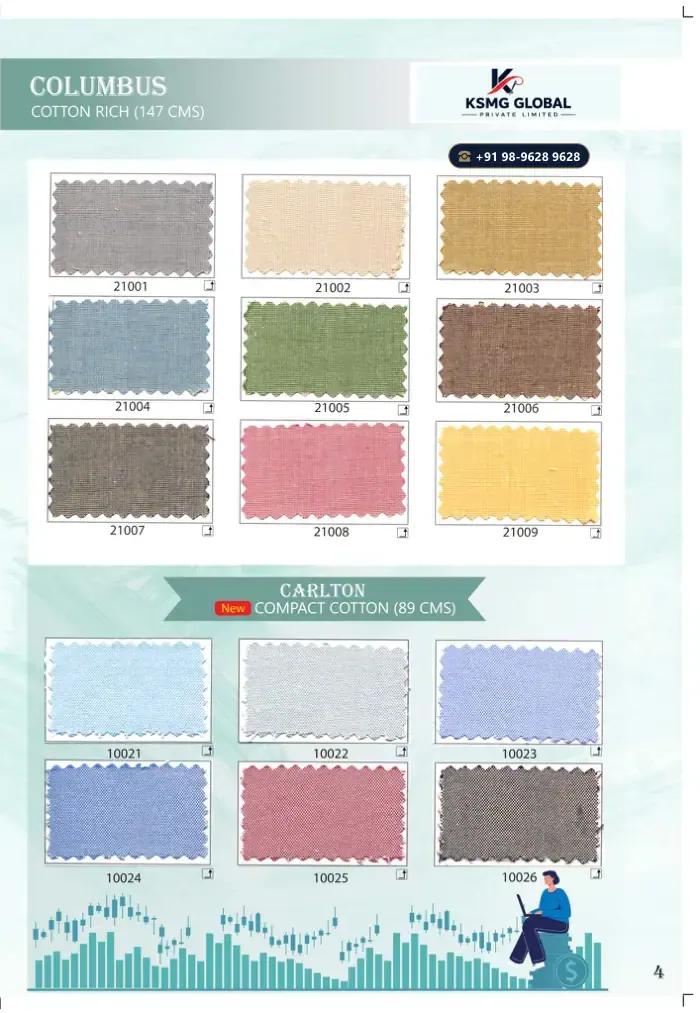 COLUMBUS
COTTON RICH (147 CMS)
K
KSMG GLOBAL
PRIVATE LIMITED
+91 98-9628 9628
21001
21002
21003
21004
21005
21006
21007
21008
21009
CARLTON
New COMPACT COTTON (89 CMS)
10021
10022
10023
10024
10025
10026
$
4